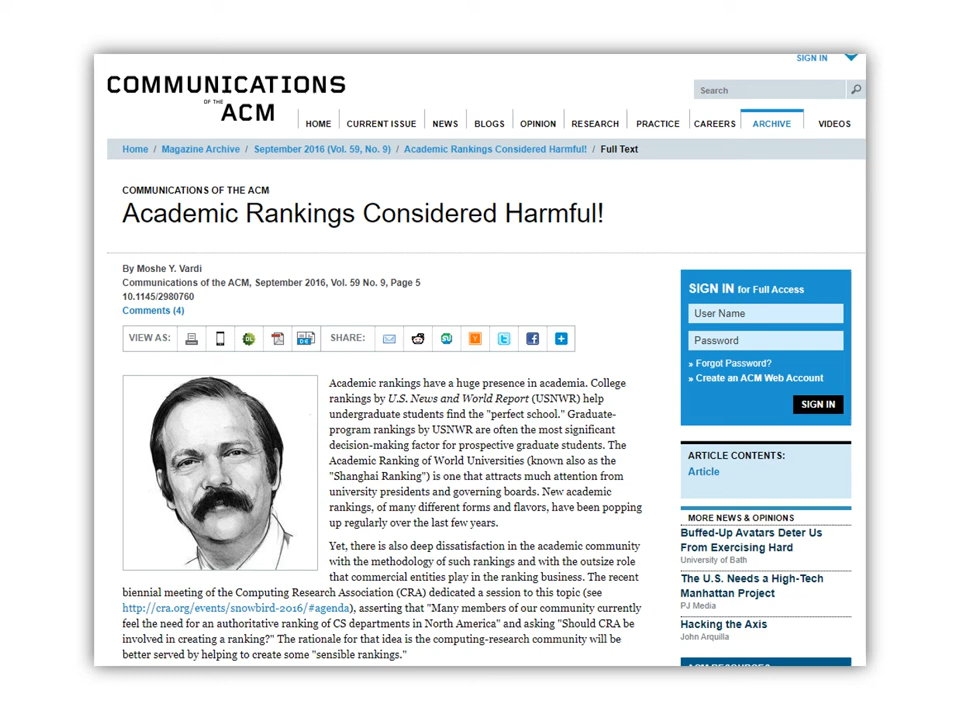 SIGN IN
COMMUNICATIONS
OF THE
ACM
Search
HOME
CURRENT ISSUE
NEWS
BLOGS
OPINION
RESEARCH
PRACTICE
CAREERS
ARCHIVE
VIDEOS
Home / Magazine Archive / September 2016 (Vol. 59, No. 9) / Academic Rankings Considered Harmful! / Full Text
COMMUNICATIONS OF THE ACM
Academic Rankings Considered Harmful!
By Moshe Y. Vardi
Communications of the ACM, September 2016, Vol. 59 No. 9, Page 5
10.1145/2980760
Comments (4)
VIEW AS:
SHARE:
Academic rankings have a huge presence in academia. College
rankings by U.S. News and World Report (USNWR) help
undergraduate students find the "perfect school." Graduate-
program rankings by USNWR are often the most significant
decision-making factor for prospective graduate students. The
Academic Ranking of World Universities (known also as the
"Shanghai Ranking") is one that attracts much attention from
university presidents and governing boards. New academic
rankings, of many different forms and flavors, have been popping
up regularly over the last few years.
Yet, there is also deep dissatisfaction in the academic community
with the methodology of such rankings and with the outsize role
that commercial entities play in the ranking business. The recent
biennial meeting of the Computing Research Association (CRA) dedicated a session to this topic (see
http://cra.org/events/snowbird-2016/#agenda), asserting that "Many members of our community currently
feel the need for an authoritative ranking of CS departments in North America" and asking "Should CRA be
involved in creating a ranking?" The rationale for that idea is the computing-research community will be
better served by helping to create some "sensible rankings."
SIGN IN for Full Access
User Name
Password
» Forgot Password?
» Create an ACM Web Account
SIGN IN
ARTICLE CONTENTS:
Article
MORE NEWS & OPINIONS
Buffed-Up Avatars Deter Us
From Exercising Hard
University of Bath
The U.S. Needs a High-Tech
Manhattan Project
PJ Media
Hacking the Axis
John Arquilla